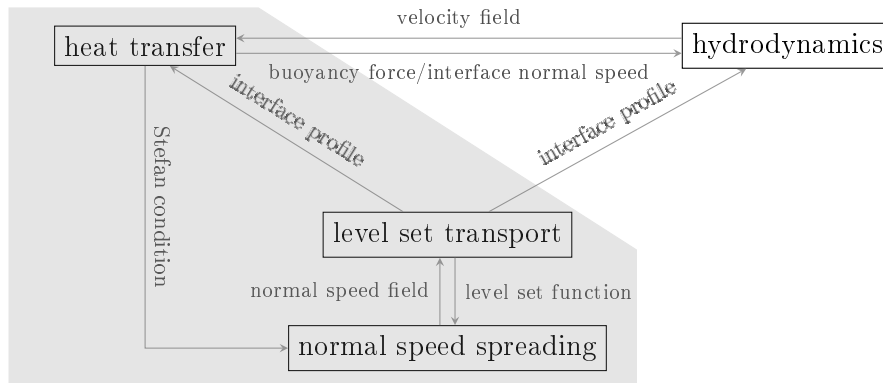 velocity field
heat transfer
hydrodynamics
buoyancy force/interface normal speed
interface profile
interface profile
Stefan condition
level set transport
normal speed field
level set function
normal speed spreading